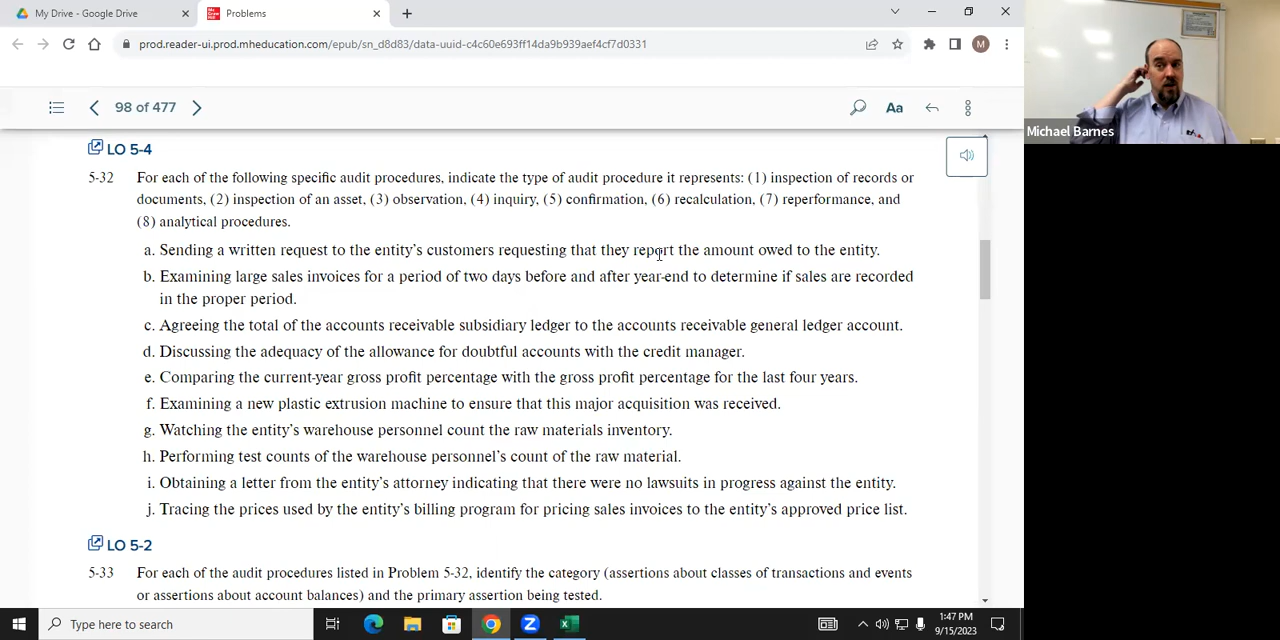 My Drive - Google Drive
Problems
prod.reader-ui.prod.mheducation.com/epub/sn_d8d83/data-uuid-c4c60e693ff14da9b939aef4cf7d0331
M
98 of 477
Aa
LO 5-4
5-32 For each of the following specific audit procedures, indicate the type of audit procedure it represents: (1) inspection of records or
documents, (2) inspection of an asset, (3) observation, (4) inquiry, (5) confirmation, (6) recalculation, (7) reperformance, and
(8) analytical procedures.
a. Sending a written request to the entity's customers requesting that they report the amount owed to the entity.
b. Examining large sales invoices for a period of two days before and after year-end to determine if sales are recorded
in the proper period.
c. Agreeing the total of the accounts receivable subsidiary ledger to the accounts receivable general ledger account.
d. Discussing the adequacy of the allowance for doubtful accounts with the credit manager.
e. Comparing the current-year gross profit percentage with the gross profit percentage for the last four years.
f. Examining a new plastic extrusion machine to ensure that this major acquisition was received.
g. Watching the entity's warehouse personnel count the raw materials inventory.
h. Performing test counts of the warehouse personnel's count of the raw material.
i. Obtaining a letter from the entity's attorney indicating that there were no lawsuits in progress against the entity.
j. Tracing the prices used by the entity's billing program for pricing sales invoices to the entity's approved price list.
LO 5-2
5-33 For each of the audit procedures listed in Problem 5-32, identify the category (assertions about classes of transactions and events
or assertions about account balances) and the primary assertion being tested.
Type here to search
1:47 PM
9/15/2023
Michael Barnes